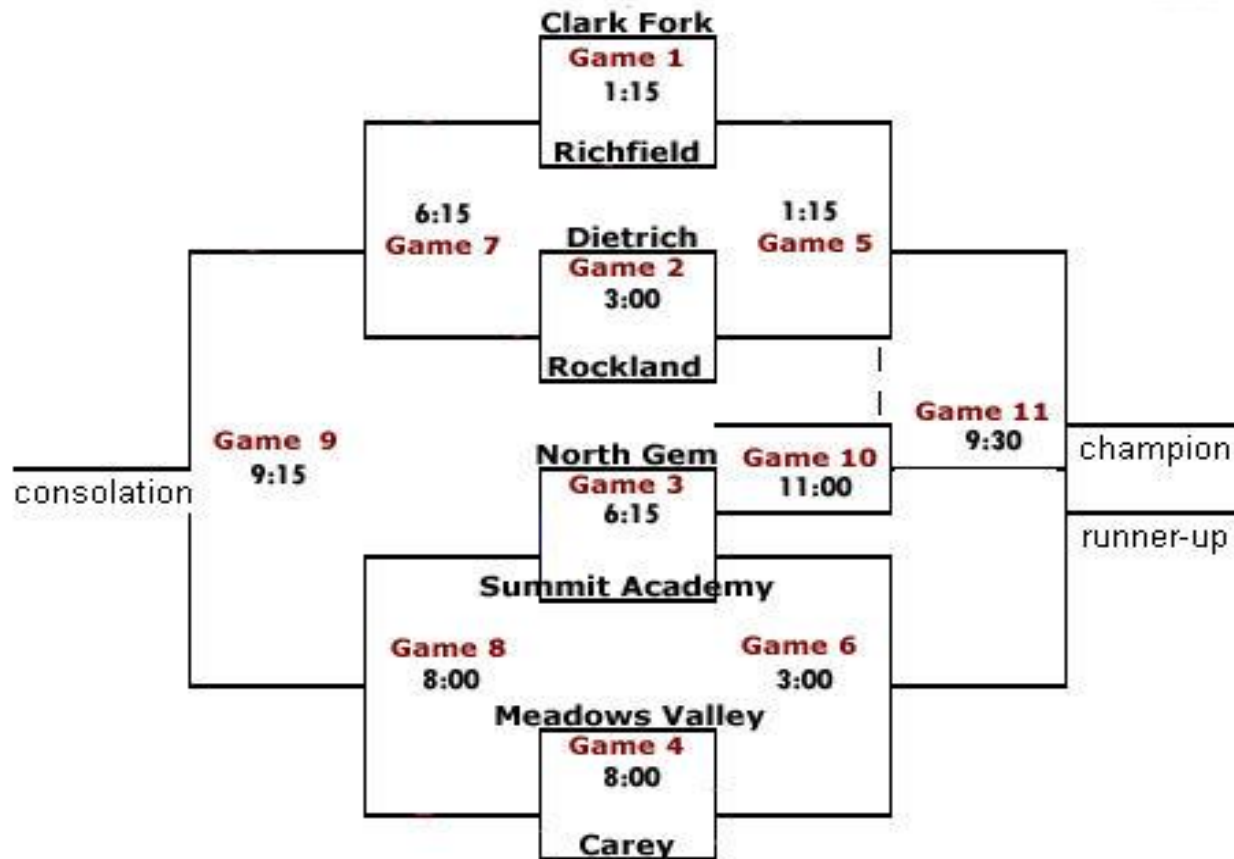 Clark Fork
Game 1
1:15
Richfield
6:15
Game 7
1:15
Game 5
Dietrich
Game 2
3:00
Rockland
Game 9
9:15
consolation
North Gem
Game 3
6:15
Summit Academy
Game 10
11:00
Game 11
9:30
champion
runner-up
Game 8
8:00
Game 6
3:00
Meadows Valley
Game 4
8:00
Carey